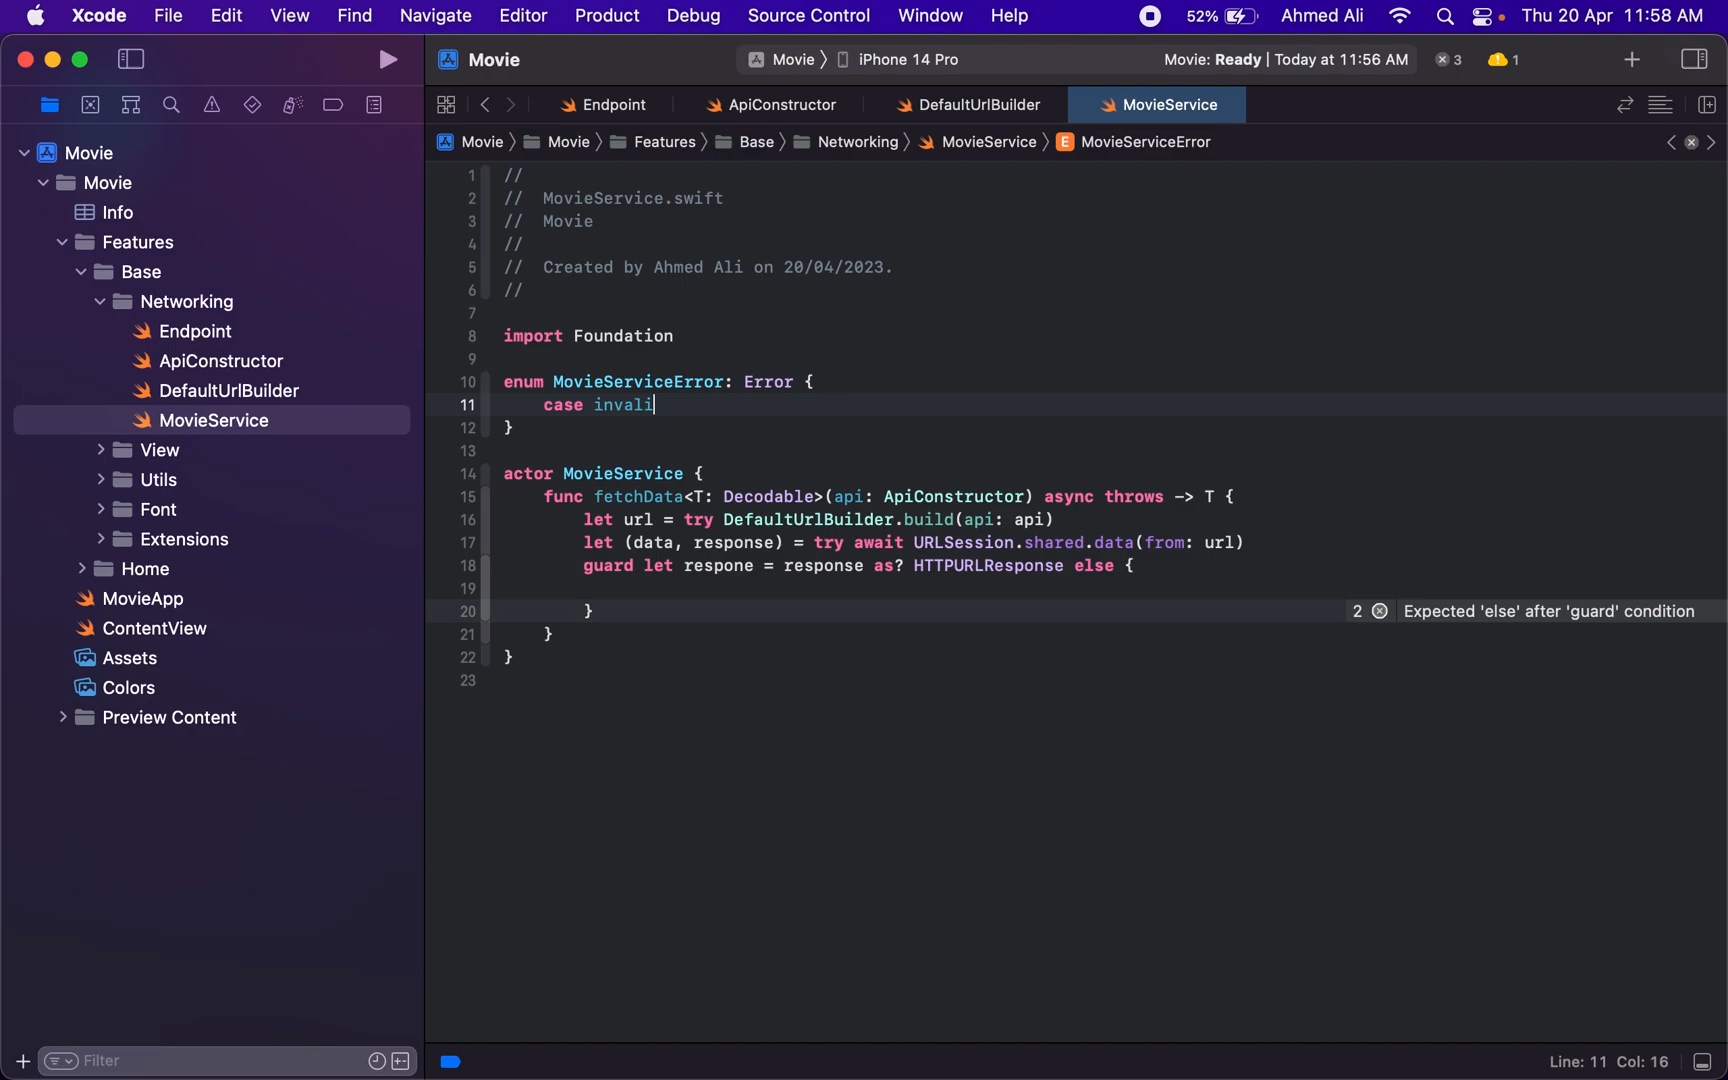 Xcode File Edit View Find Navigate Editor Product Debug Source Control Window Help 52% Ahmed Ali Thu 20 Apr 11:58 AM
Movie Movie 〉 iPhone 14 Pro Movie: Ready | Today at 11:56 AM 3 1
Endpoint ApiConstructor DefaultUrlBuilder MovieService
Movie 〉 Movie 〉 Features 〉 Base 〉 Networking 〉 MovieService 〉 E MovieServiceError
Movie
Movie
Info
Features
Base
Networking
Endpoint
ApiConstructor
DefaultUrlBuilder
MovieService
View
Utils
Font
Extensions
Home
MovieApp
ContentView
Assets
Colors
Preview Content
Filter
1 //
2 // MovieService.swift
3 // Movie
4 //
5 // Created by Ahmed Ali on 20/04/2023.
6 //
7
8 import Foundation
9
10 enum MovieServiceError: Error {
11 case invali
12 }
13
14 actor MovieService {
15 func fetchData<T: Decodable>(api: ApiConstructor) async throws -> T {
16 let url = try DefaultUrlBuilder.build(api: api)
17 let (data, response) = try await URLSession.shared.data(from: url)
18 guard let respone = response as? HTTPURLResponse else {
19
20 } 2 Expected 'else' after 'guard' condition
21 }
22 }
23
Line: 11 Col: 16